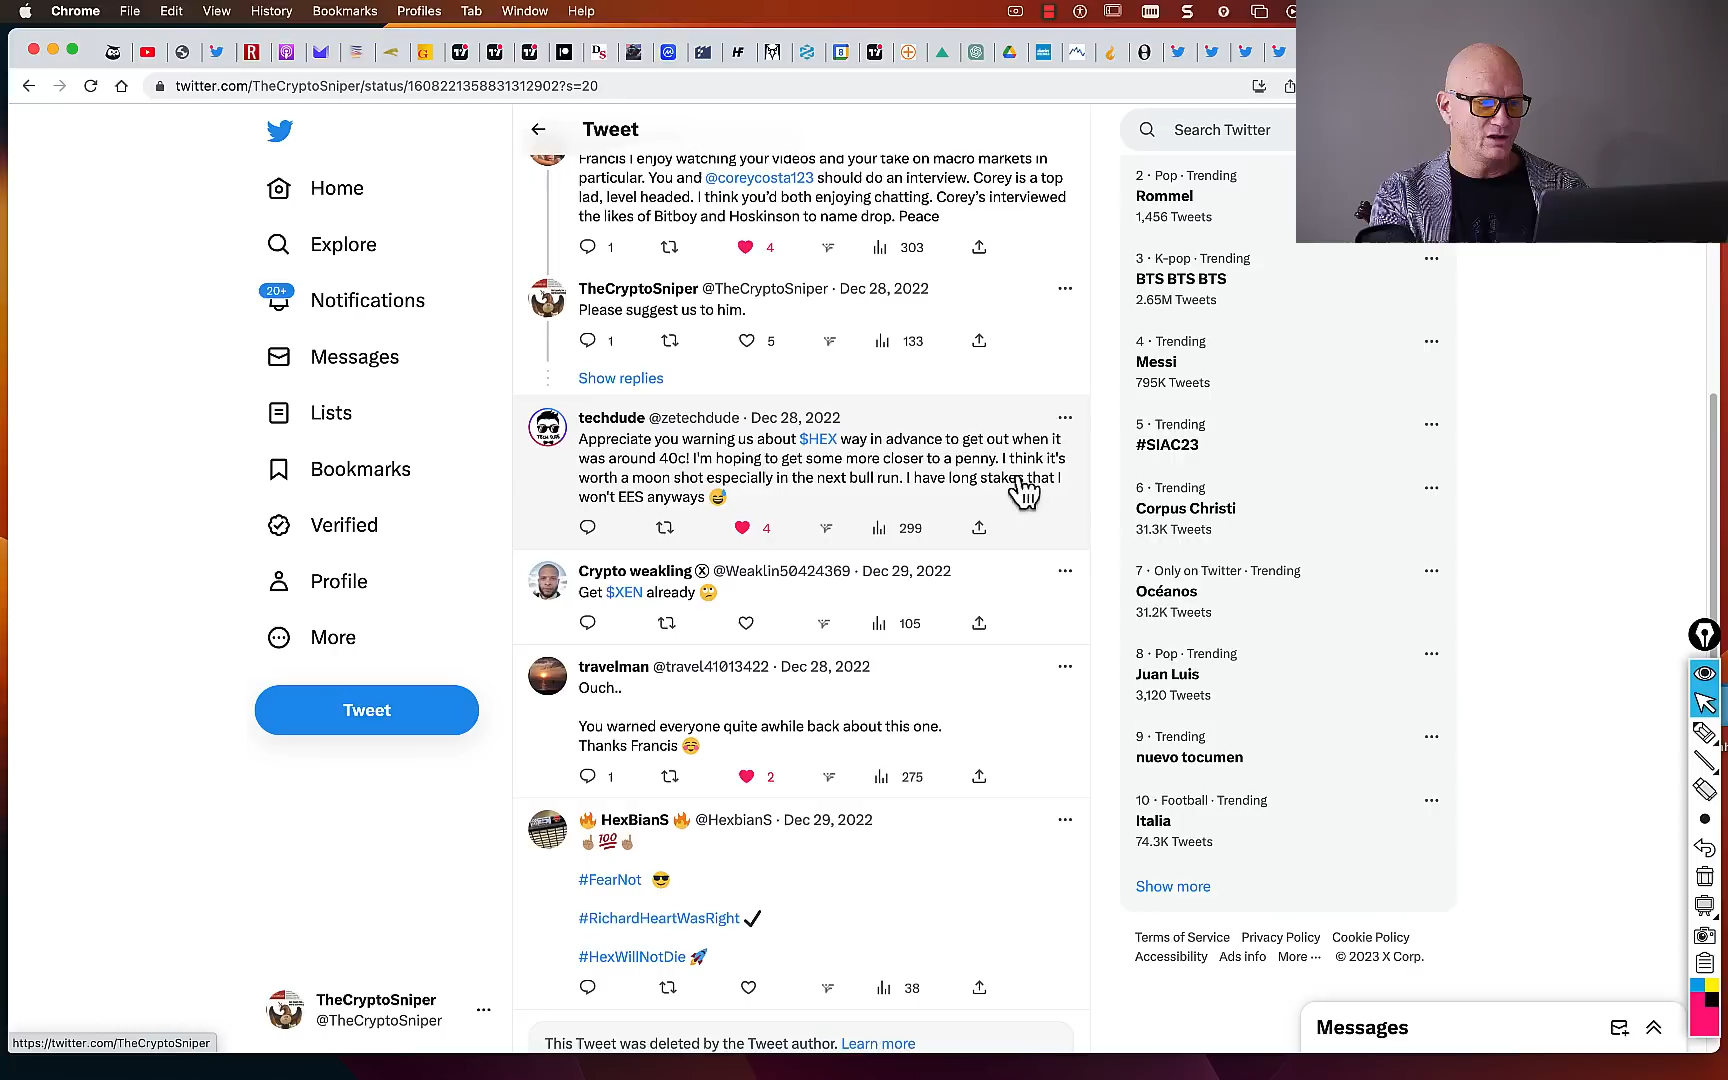 Chrome File Edit View History Bookmarks Profiles Tab Window Help
twitter.com/TheCryptoSniper/status/1608221358831312902?s=20
Home
Explore
20+
Notifications
Messages
Lists
Bookmarks
Verified
Profile
More
Tweet
TheCryptoSniper
@TheCryptoSniper
https://twitter.com/TheCryptoSniper
Tweet
Francis I enjoy watching your videos and your take on macro markets in
particular. You and @coreycosta123 should do an interview. Corey is a top
lad, level headed. I think you'd both enjoying chatting. Corey's interviewed
the likes of Bitboy and Hoskinson to name drop. Peace
1 4 303
TheCryptoSniper @TheCryptoSniper · Dec 28, 2022
Please suggest us to him.
1 5 133
Show replies
techdude @zetechdude · Dec 28, 2022
Appreciate you warning us about $HEX way in advance to get out when it
was around 40c! I'm hoping to get some more closer to a penny. I think it's
worth a moon shot especially in the next bull run. I have long stakes that I
won't EES anyways 😅
4 299
Crypto weakling Ⓧ @Weaklin50424369 · Dec 29, 2022
Get $XEN already 🙄
105
travelman @travel41013422 · Dec 28, 2022
Ouch..
You warned everyone quite awhile back about this one.
Thanks Francis ☺️
1 2 275
🔥 HexBianS 🔥 @HexbianS · Dec 29, 2022
☝🏽💯☝🏽
#FearNot 😎
#RichardHeartWasRight ✔
#HexWillNotDie 🚀
38
This Tweet was deleted by the Tweet author. Learn more
Search Twitter
2 · Pop · Trending
Rommel
1,456 Tweets
3 · K-pop · Trending
BTS BTS BTS
2.65M Tweets
4 · Trending
Messi
795K Tweets
5 · Trending
#SIAC23
6 · Trending
Corpus Christi
31.3K Tweets
7 · Only on Twitter · Trending
Océanos
31.2K Tweets
8 · Pop · Trending
Juan Luis
3,120 Tweets
9 · Trending
nuevo tocumen
10 · Football · Trending
Italia
74.3K Tweets
Show more
Terms of Service Privacy Policy Cookie Policy
Accessibility Ads info More ··· © 2023 X Corp.
Messages